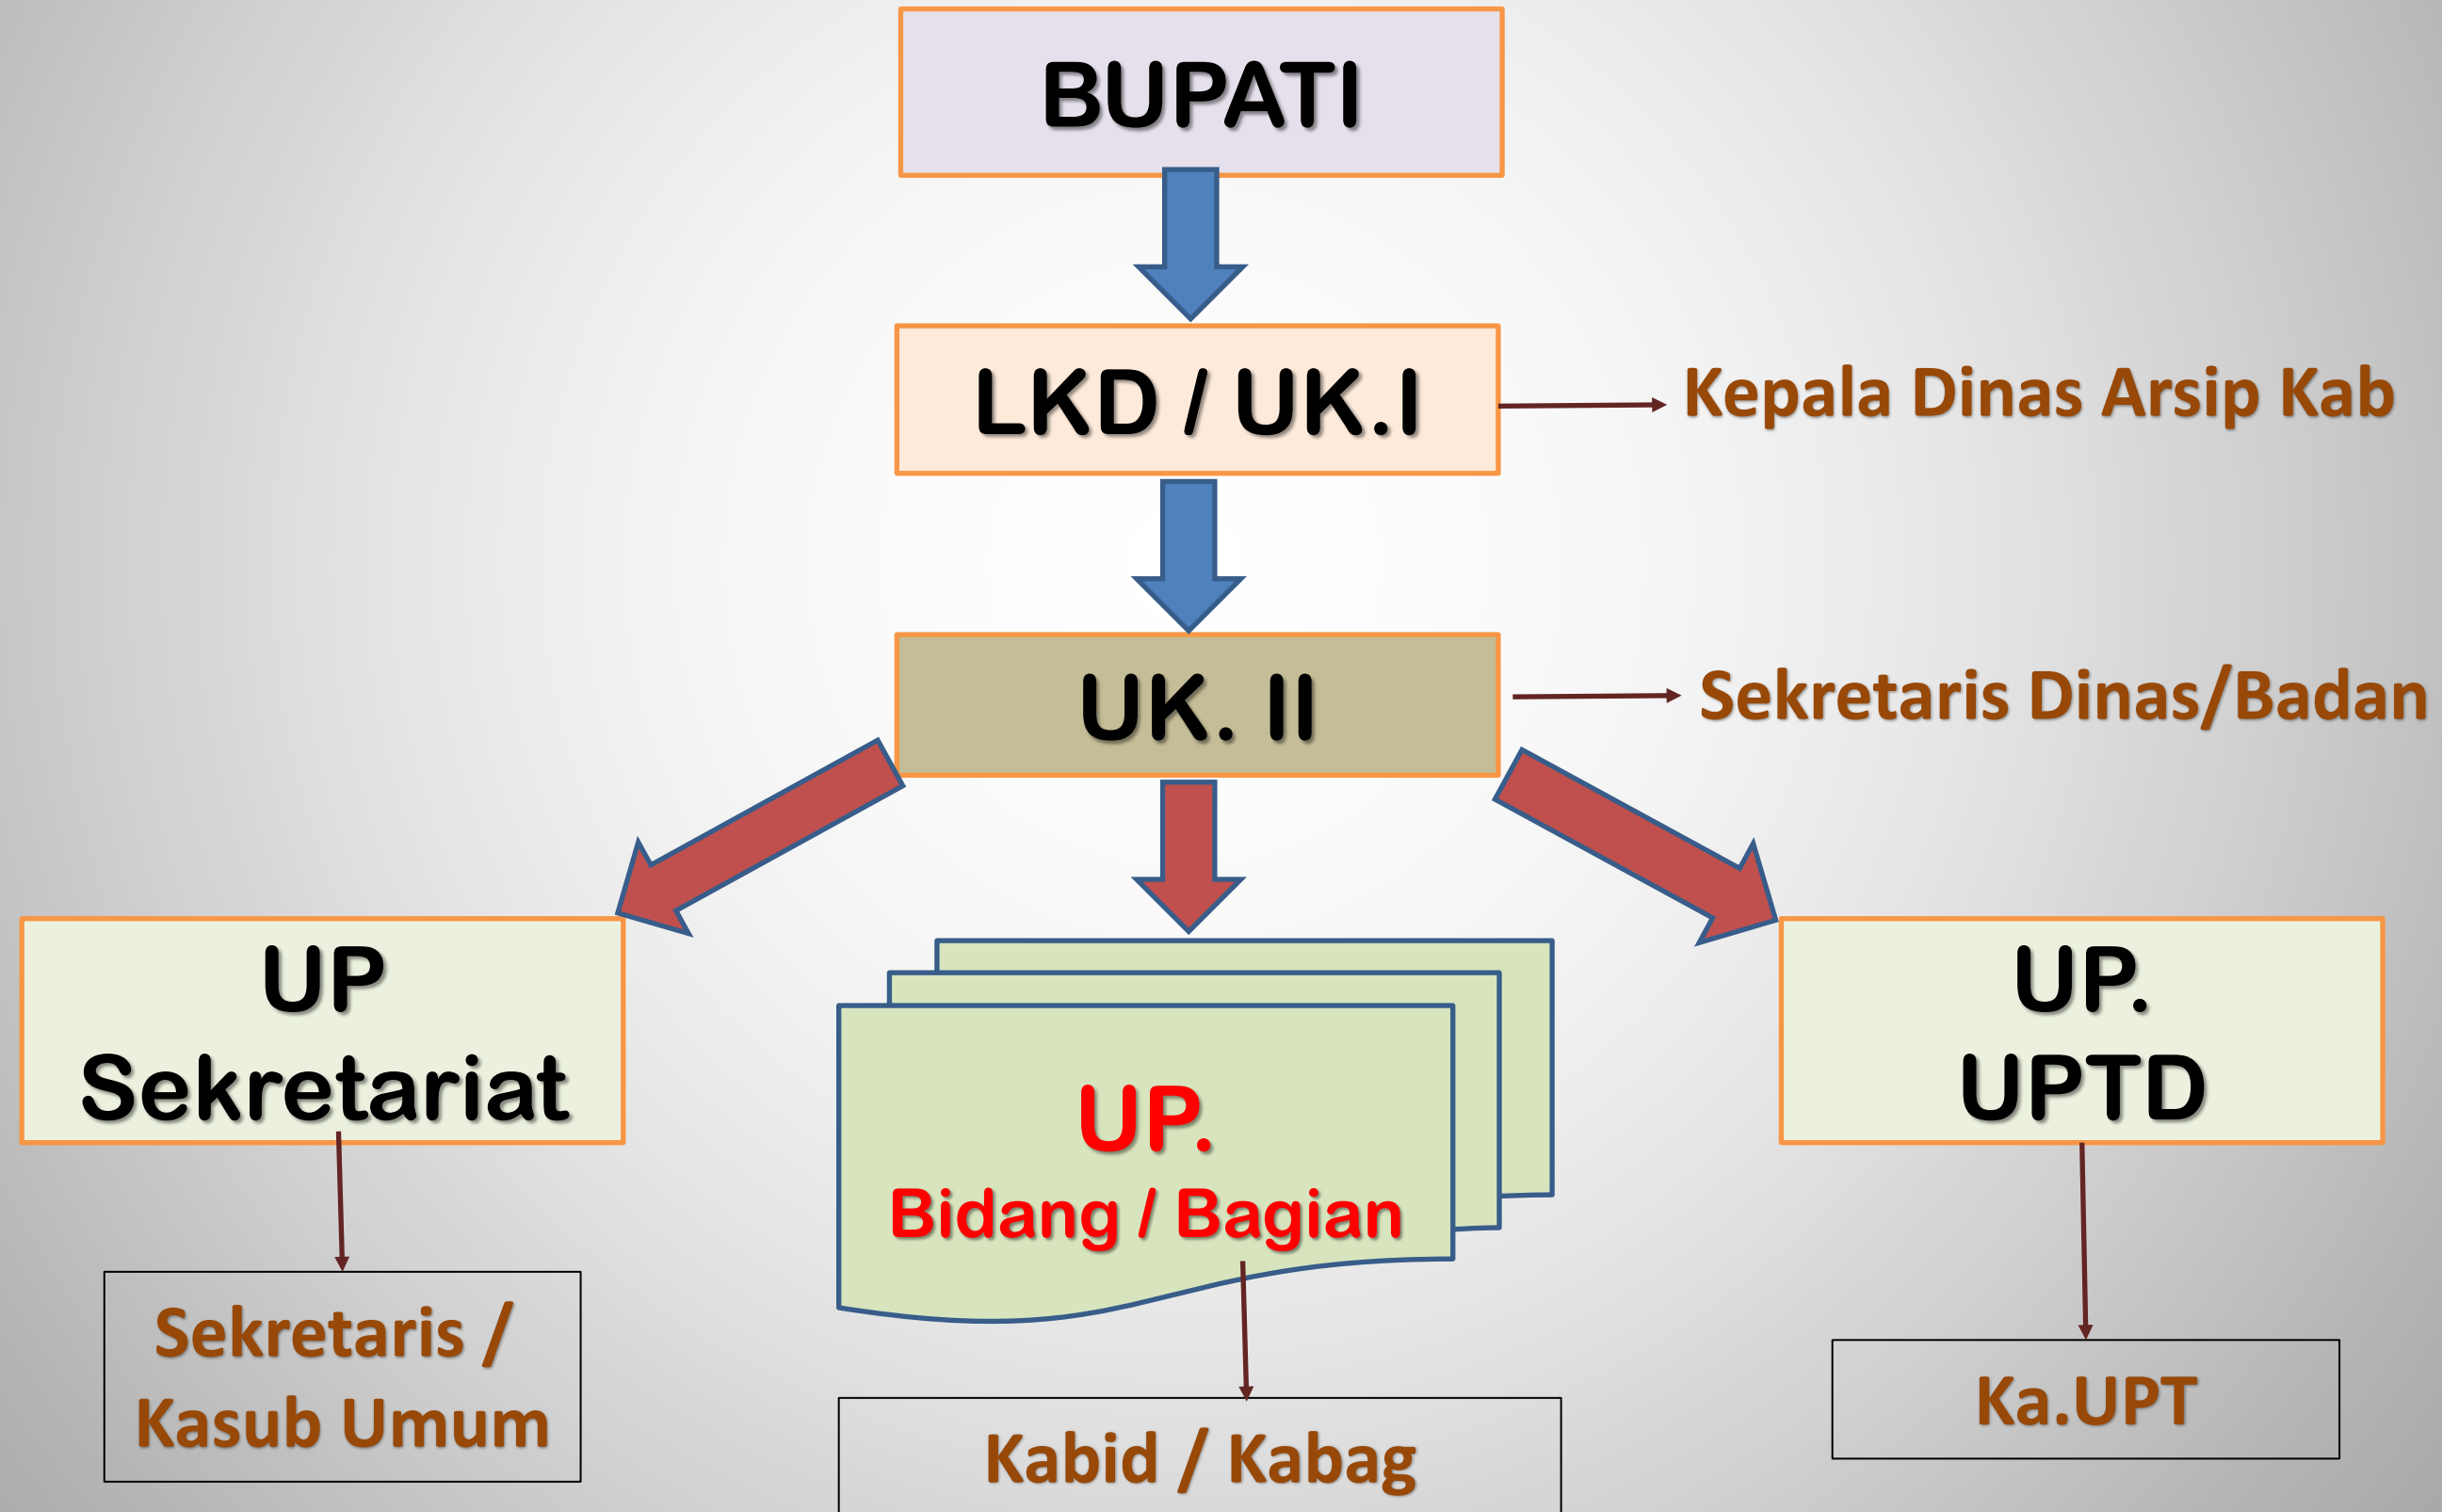 BUPATI
LKD / UK.I
Kepala Dinas Arsip Kab
UK. II
Sekretaris Dinas/Badan
UP
Sekretariat
UP.
Bidang / Bagian
UP.
UPTD
Sekretaris /
Kasub Umum
Kabid / Kabag
Ka.UPT